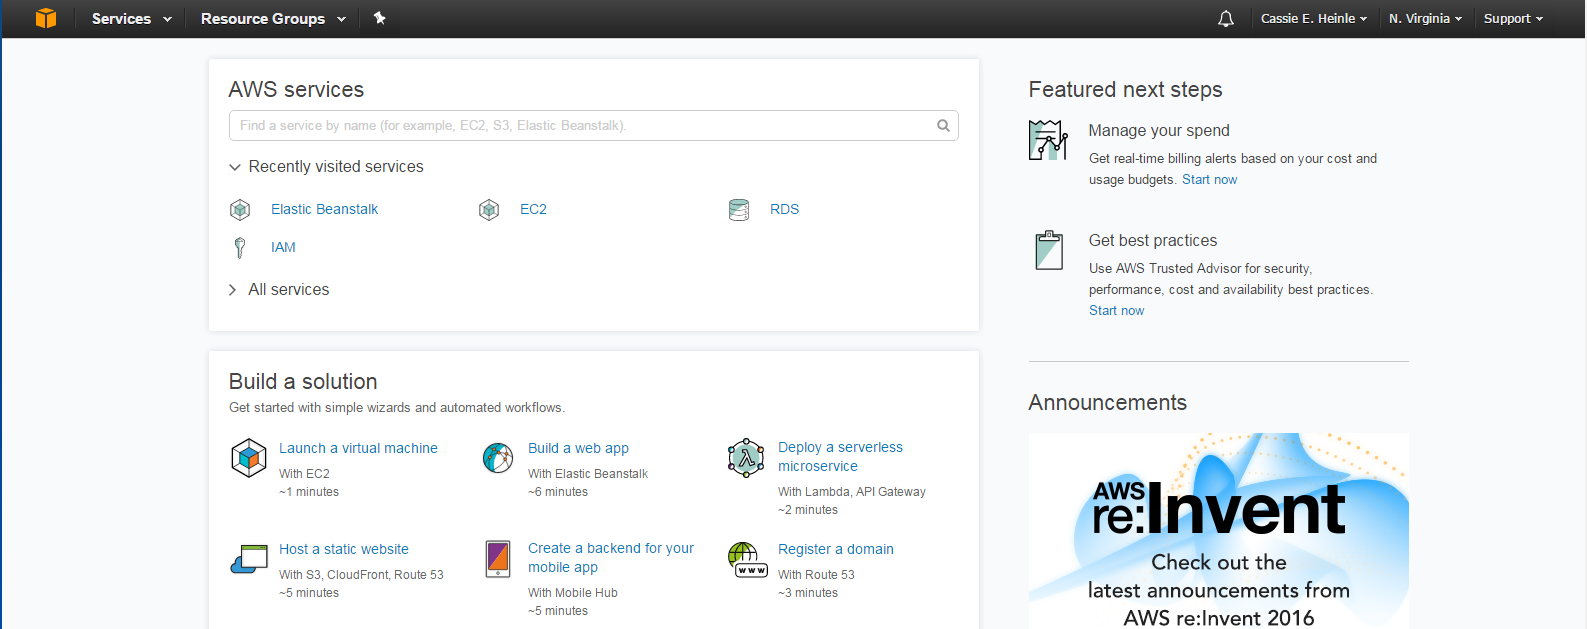 Services Resource Groups Cassie E. Heinle N. Virginia Support
AWS services
Find a service by name (for example, EC2, S3, Elastic Beanstalk).
Recently visited services
Elastic Beanstalk EC2 RDS
IAM
All services
Build a solution
Get started with simple wizards and automated workflows.
Launch a virtual machine
With EC2
~1 minutes
Build a web app
With Elastic Beanstalk
~6 minutes
Deploy a serverless
microservice
With Lambda, API Gateway
~2 minutes
Host a static website
With S3, CloudFront, Route 53
~5 minutes
Create a backend for your
mobile app
With Mobile Hub
~5 minutes
www
Register a domain
With Route 53
~3 minutes
Featured next steps
Manage your spend
Get real-time billing alerts based on your cost and
usage budgets. Start now
Get best practices
Use AWS Trusted Advisor for security,
performance, cost and availability best practices.
Start now
Announcements
AWS
re:Invent
Check out the
latest announcements from
AWS re:Invent 2016